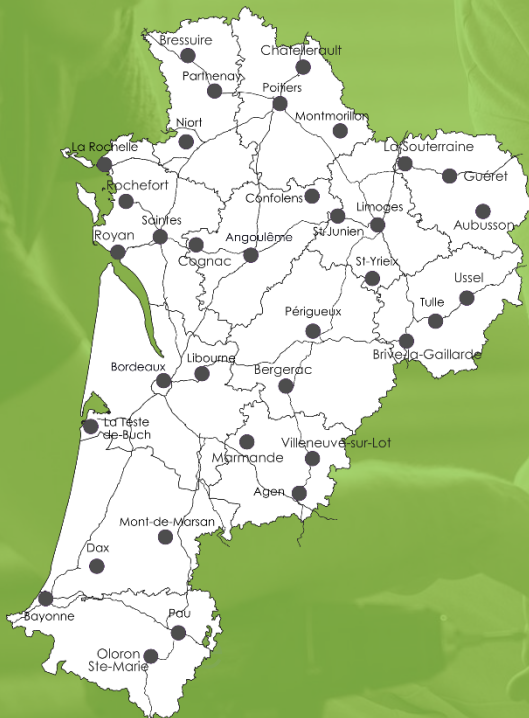 Bressuire
Chatellerault
Parthenay
Poitiers
Montmorillon
Niort
La Rochelle
La Souterraine
Guéret
Rochefort
Confolens
Limoges
Aubusson
Saintes
Royan
Cognac
Angoulême
St-Junien
St-Yrieix
Ussel
Tulle
Périgueux
Brive-la-Gaillarde
Libourne
Bordeaux
Bergerac
La Teste
de-Buch
Villeneuve-sur-Lot
Marmande
Agen
Mont-de-Marsan
Dax
Bayonne
Pau
Oloron
Ste-Marie